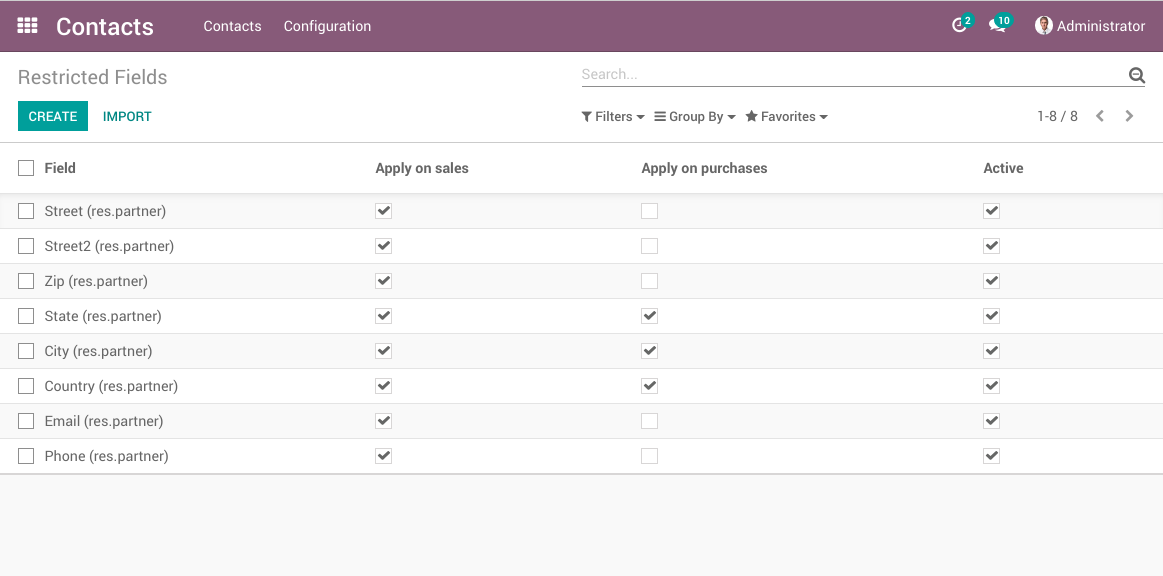 Contacts Contacts Configuration 2 10 Administrator
Restricted Fields Search...
CREATE IMPORT Filters Group By Favorites 1-8 / 8
Field Apply on sales Apply on purchases Active
Street (res.partner)
Street2 (res.partner)
Zip (res.partner)
State (res.partner)
City (res.partner)
Country (res.partner)
Email (res.partner)
Phone (res.partner)